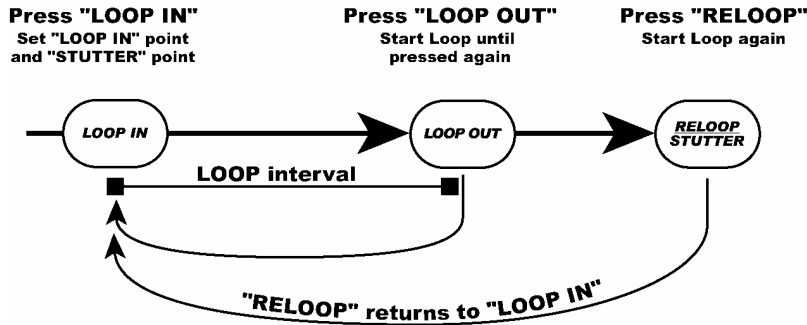 Press "LOOP IN"
Set "LOOP IN" point
and "STUTTER" point
Press "LOOP OUT"
Start Loop until
pressed again
Press "RELOOP"
Start Loop again
LOOP IN
LOOP OUT
RELOOP
STUTTER
LOOP interval
"RELOOP" returns to "LOOP IN"